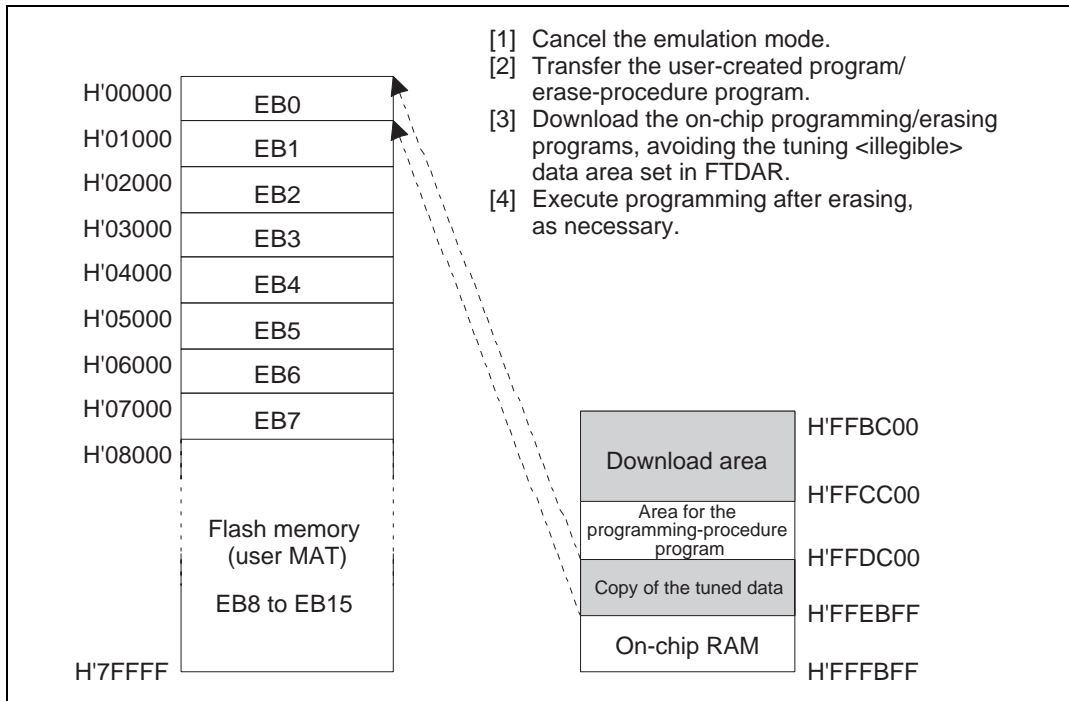 [1] Cancel the emulation mode.
[2] Transfer the user-created program/
erase-procedure program.
[3] Download the on-chip programming/erasing
programs, avoiding the tuning <illegible>
data area set in FTDAR.
[4] Execute programming after erasing,
as necessary.
H'00000
EB0
H'01000
EB1
H'02000
EB2
H'03000
EB3
H'04000
EB4
H'05000
EB5
H'06000
EB6
H'07000
EB7
H'08000
Flash memory
(user MAT)
EB8 to EB15
H'7FFFF
H'FFBC00
Download area
H'FFCC00
Area for the
programming-procedure
program
H'FFDC00
Copy of the tuned data
H'FFEBFF
On-chip RAM
H'FFFBFF